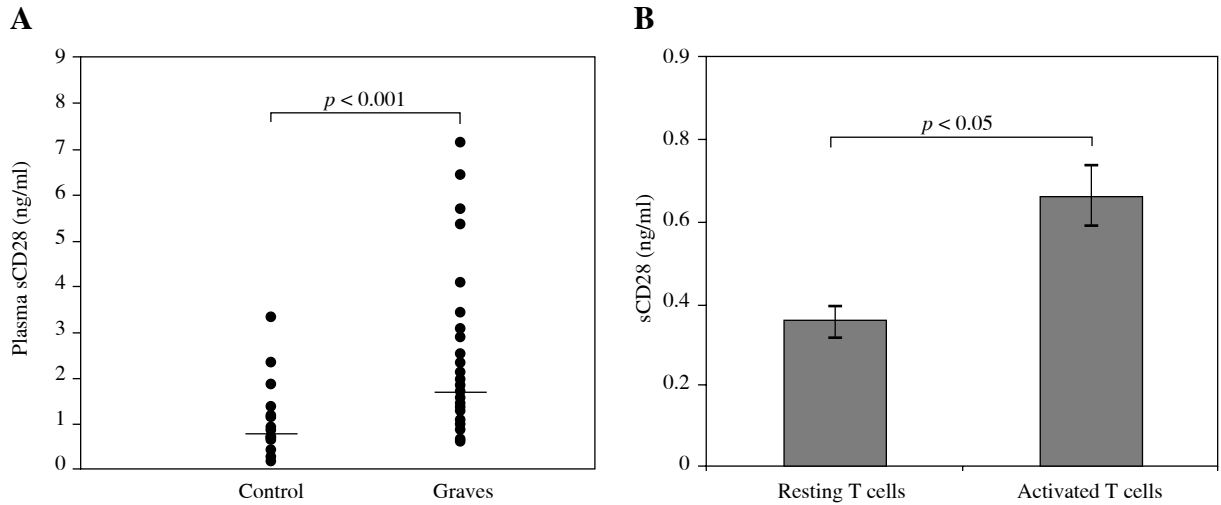 A
Plasma sCD28 (ng/ml)
9
8
7
6
5
4
3
2
1
0
p < 0.001
Control
Graves
B
sCD28 (ng/ml)
0.9
0.8
0.6
0.4
0.2
0
p < 0.05
Resting T cells
Activated T cells